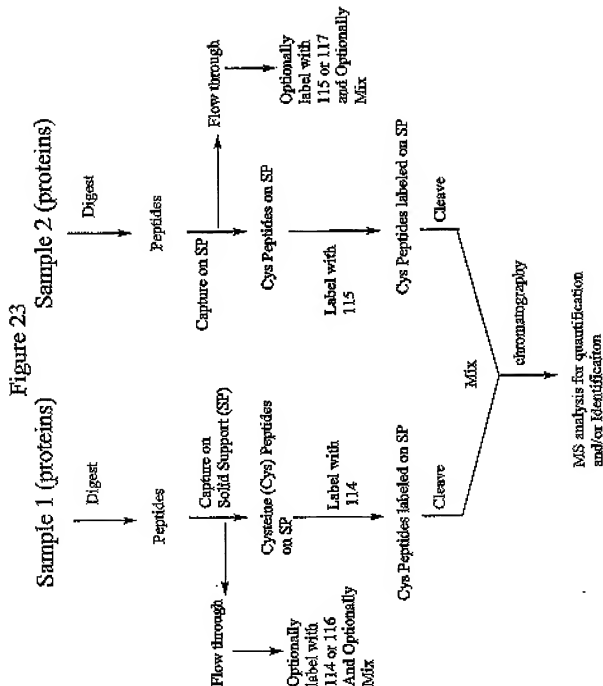 Figure 23
Sample 1 (proteins)
Digest
Peptides
Capture on
Solid Support (SP)
Flow through
Optionally
label with
114 or 116
And Optionally
Mix
Cysteine (Cys) Peptides
on SP
Label with
114
Cys Peptides labeled on SP
Cleave
Sample 2 (proteins)
Digest
Peptides
Capture on SP
Flow through
Optionally
label with
115 or 117
and Optionally
Mix
Cys Peptides on SP
Label with
115
Cys Peptides labeled on SP
Cleave
Mix
chromatography
MS analysis for quantification
and/or Identification